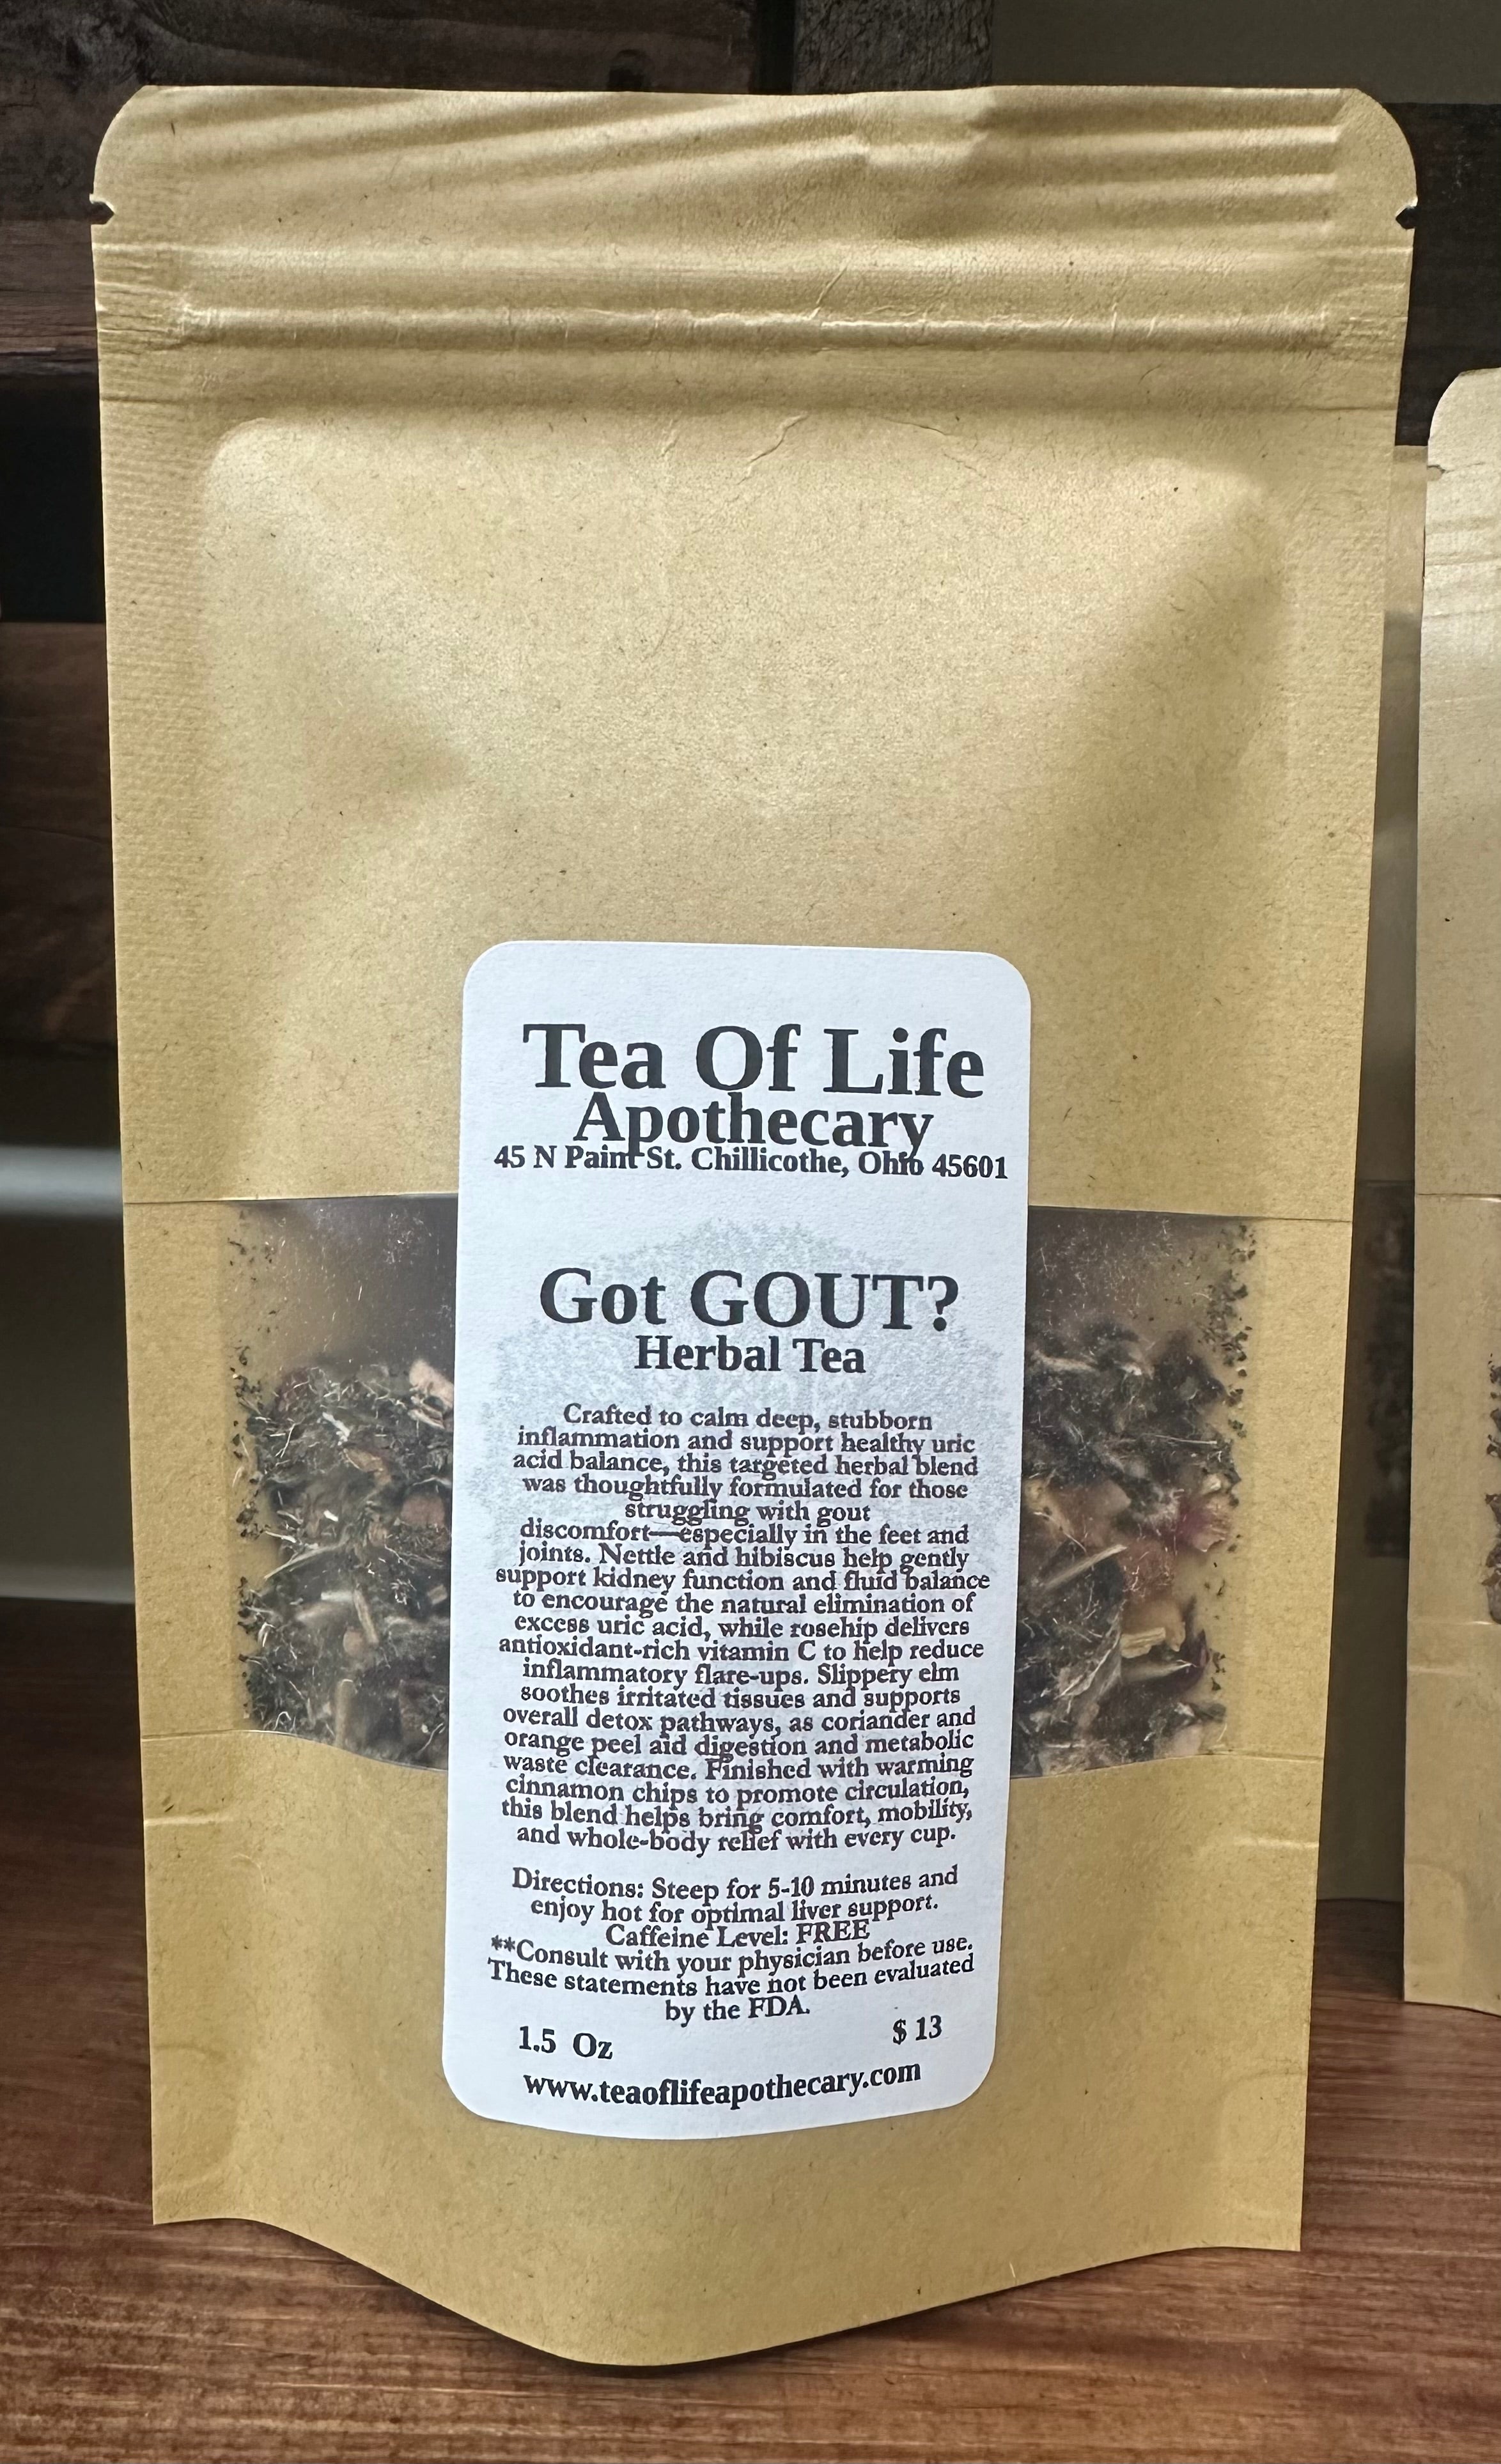 Tea Of Life
Apothecary
45 N Paint St. Chillicothe, Ohio 45601
Got GOUT?
Herbal Tea
Crafted to calm deep, stubborn
inflammation and support healthy uric
acid balance, this targeted herbal blend
was thoughtfully formulated for those
struggling with gout
discomfort—especially in the feet and
joints. Nettle and hibiscus help gently
support kidney function and fluid balance
to encourage the natural elimination of
excess uric acid, while rosehip delivers
antioxidant-rich vitamin C to help reduce
inflammatory flare-ups. Slippery elm
soothes irritated tissues and supports
overall detox pathways, as coriander and
orange peel aid digestion and metabolic
waste clearance. Finished with warming
cinnamon chips to promote circulation,
this blend helps bring comfort, mobility,
and whole-body relief with every cup.
Directions: Steep for 5-10 minutes and
enjoy hot for optimal liver support.
Caffeine Level: FREE
**Consult with your physician before use.
These statements have not been evaluated
by the FDA.
1.5 Oz $ 13
www.teaoflifeapothecary.com